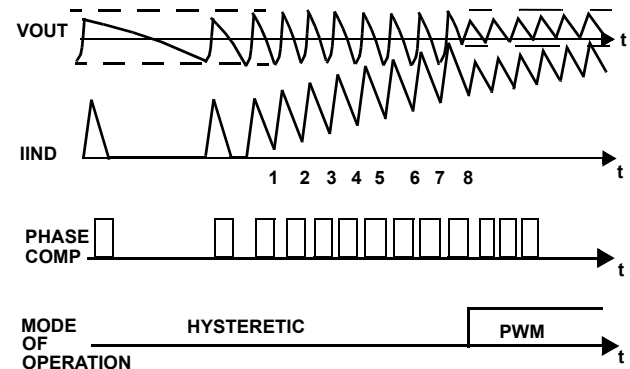 VOUT
t
IIND
t
1 2 3 4 5 6 7 8
PHASE
COMP
t
MODE
OF
OPERATION
HYSTERETIC
PWM
t